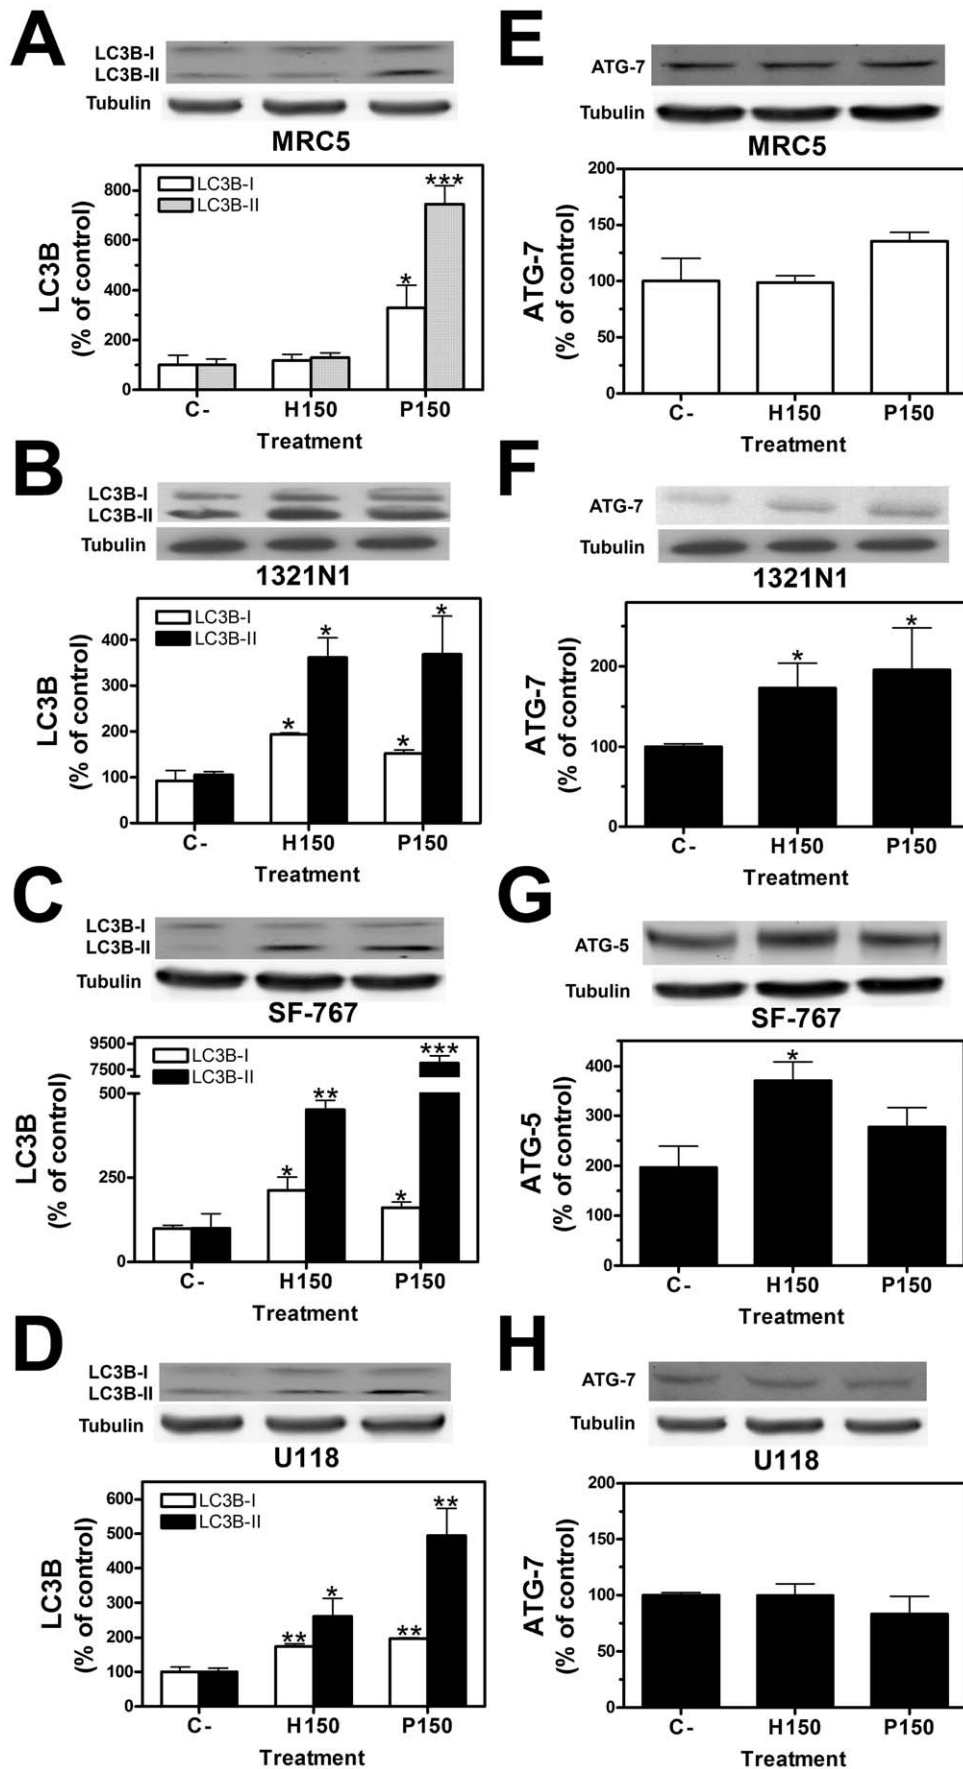 A
LC3B-I
LC3B-II
Tubulin
MRC5
LC3B
(% of control)
800
600
400
200
0
LC3B-I
LC3B-II
*
***
C- H150 P150
Treatment
E
ATG-7
Tubulin
MRC5
ATG-7
(% of control)
200
150
100
50
0
C- H150 P150
Treatment
B
LC3B-I
LC3B-II
Tubulin
1321N1
LC3B
(% of control)
400
300
200
100
0
LC3B-I
LC3B-II
* * * *
C- H150 P150
Treatment
F
ATG-7
Tubulin
1321N1
ATG-7
(% of control)
200
100
0
* *
C- H150 P150
Treatment
C
LC3B-I
LC3B-II
Tubulin
SF-767
LC3B
(% of control)
9500
7500
500
250
0
LC3B-I
LC3B-II
* ** * ***
C- H150 P150
Treatment
G
ATG-5
Tubulin
SF-767
ATG-5
(% of control)
400
300
200
100
0
*
C- H150 P150
Treatment
D
LC3B-I
LC3B-II
Tubulin
U118
LC3B
(% of control)
600
500
400
300
200
100
0
LC3B-I
LC3B-II
** * ** **
C- H150 P150
Treatment
H
ATG-7
Tubulin
U118
ATG-7
(% of control)
200
150
100
50
0
C- H150 P150
Treatment